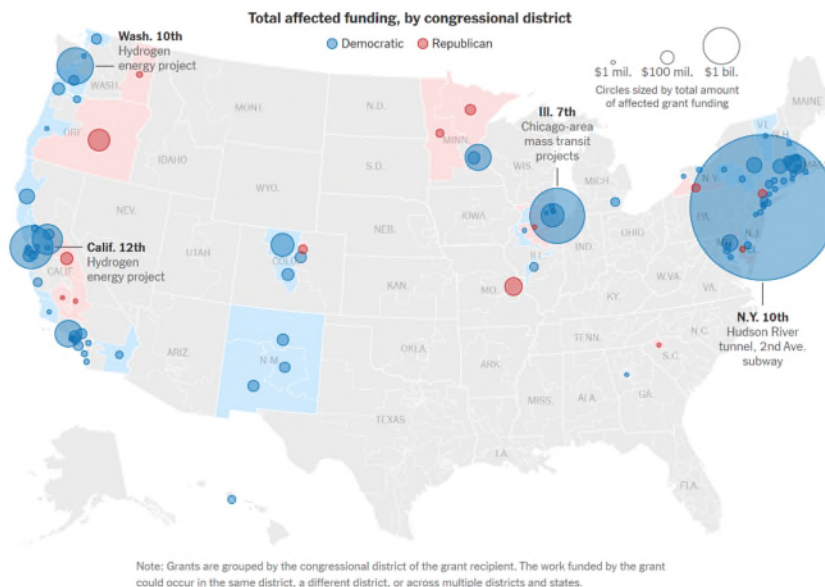 Total affected funding, by congressional district
Democratic
Republican
$1 mil.
$100 mil.
$1 bil.
Circles sized by total amount
of affected grant funding
Wash. 10th
Hydrogen
energy project
Ill. 7th
Chicago-area
mass transit
projects
Calif. 12th
Hydrogen
energy project
N.Y. 10th
Hudson River
tunnel, 2nd Ave.
subway
WASH.
MONT.
N.D.
MINN.
MAINE
VT.
ORE.
IDAHO
S.D.
WIS.
MICH.
N.Y.
WYO.
IOWA
PA.
NEV.
NEB.
OHIO
N.J.
UTAH
COLO.
ILL.
IND.
CALIF.
KAN.
MO.
W.VA.
VA.
KY.
ARIZ.
N.M.
OKLA.
ARK.
TENN.
N.C.
S.C.
TEXAS
MISS.
ALA.
GA.
LA.
FLA.
Note: Grants are grouped by the congressional district of the grant recipient. The work funded by the grant
could occur in the same district, a different district, or across multiple districts and states.